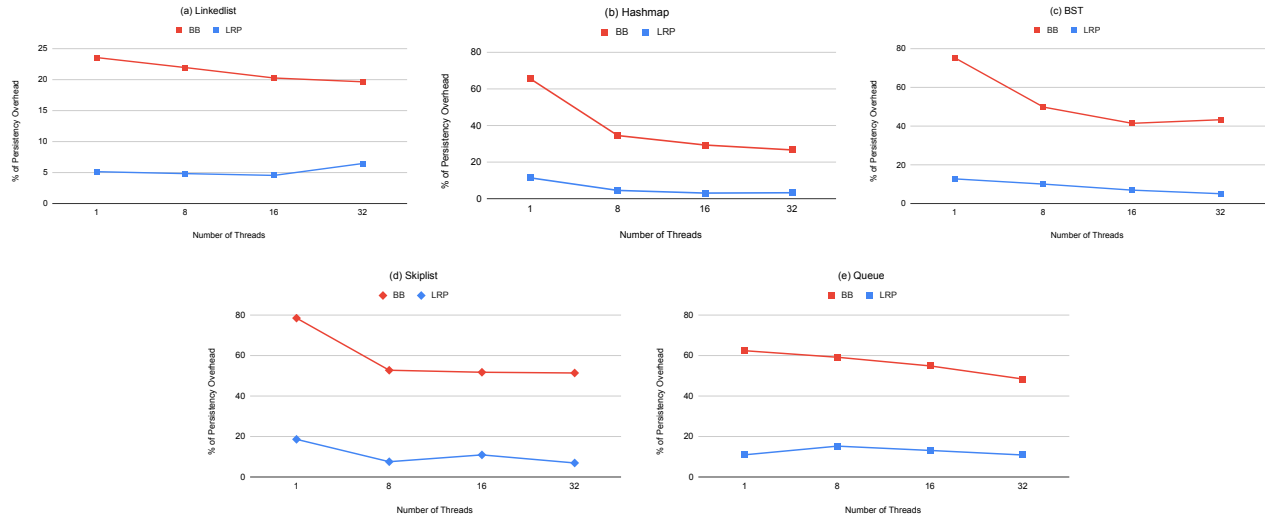 (a) Linkedlist
BB LRP
% of Persistency Overhead
25
20
15
10
5
0
1 8 16 32
Number of Threads
(b) Hashmap
BB LRP
% of Persistency Overhead
80
60
40
20
0
1 8 16 32
Number of Threads
(c) BST
BB LRP
% of Persistency Overhead
80
60
40
20
0
1 8 16 32
Number of Threads
(d) Skiplist
BB LRP
% of Persistency Overhead
80
60
40
20
0
1 8 16 32
Number of Threads
(e) Queue
BB LRP
% of Persistency Overhead
80
60
40
20
0
1 8 16 32
Number of Threads